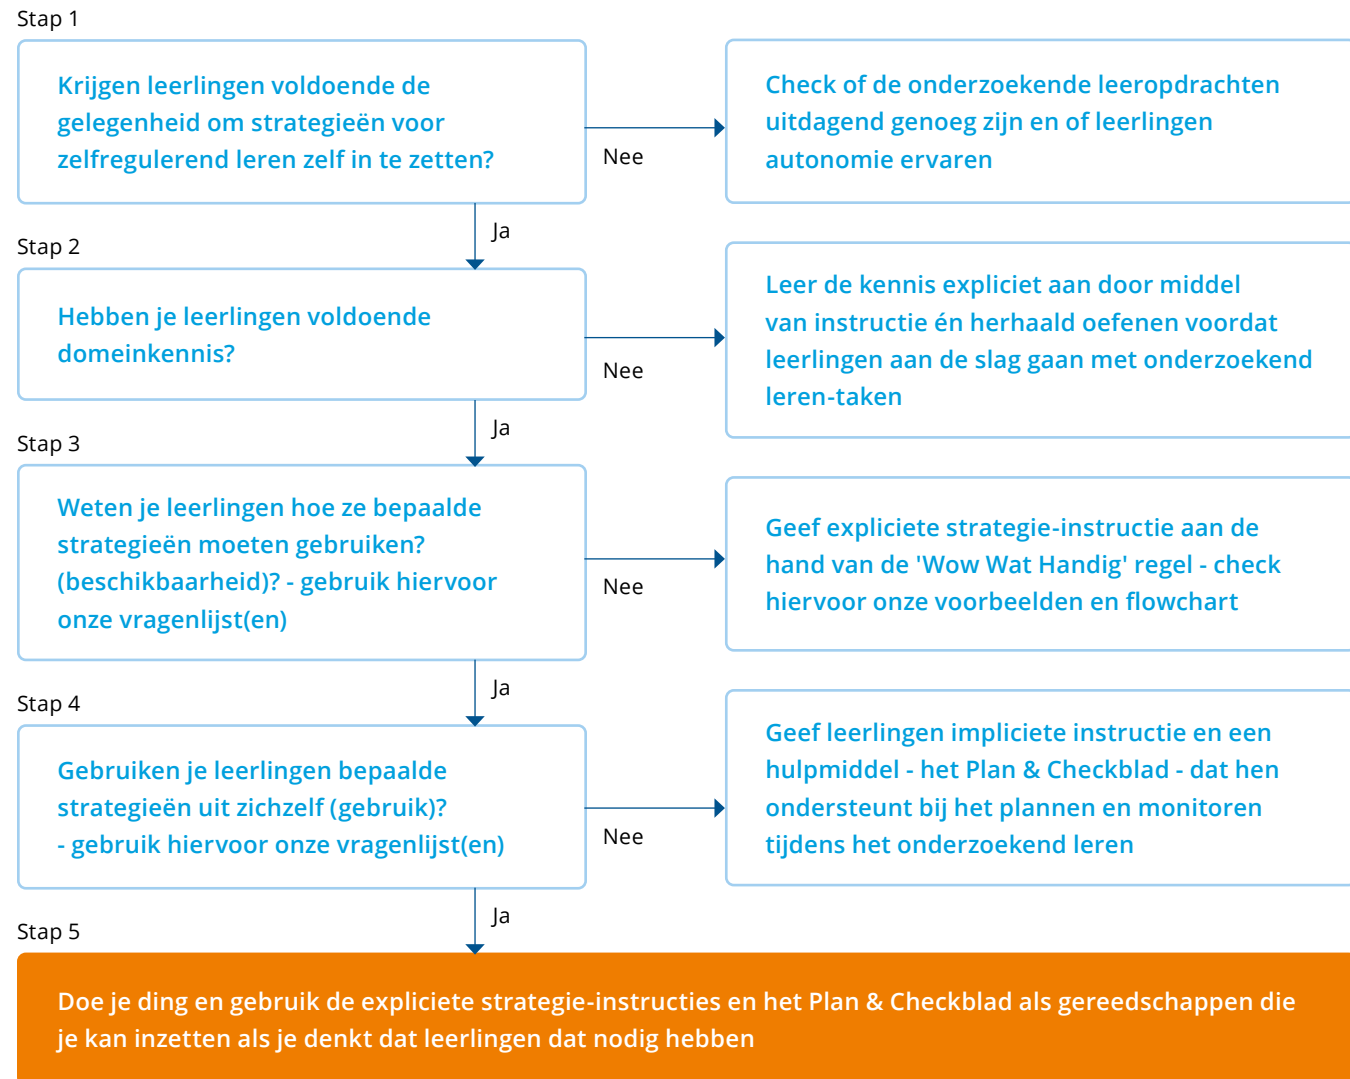 Stap 1
Krijgen leerlingen voldoende de
gelegenheid om strategieën voor
zelfregulerend leren zelf in te zetten?
Nee
Check of de onderzoekende leeropdrachten
uitdagend genoeg zijn en of leerlingen
autonomie ervaren
Ja
Stap 2
Hebben je leerlingen voldoende
domeinkennis?
Nee
Leer de kennis expliciet aan door middel
van instructie én herhaald oefenen voordat
leerlingen aan de slag gaan met onderzoekend
leren-taken
Ja
Stap 3
Weten je leerlingen hoe ze bepaalde
strategieën moeten gebruiken?
(beschikbaarheid)? - gebruik hiervoor
onze vragenlijst(en)
Nee
Geef expliciete strategie-instructie aan de
hand van de 'Wow Wat Handig' regel - check
hiervoor onze voorbeelden en flowchart
Ja
Stap 4
Gebruiken je leerlingen bepaalde
strategieën uit zichzelf (gebruik)?
- gebruik hiervoor onze vragenlijst(en)
Nee
Geef leerlingen impliciete instructie en een
hulpmiddel - het Plan & Checkblad - dat hen
ondersteunt bij het plannen en monitoren
tijdens het onderzoekend leren
Ja
Stap 5
Doe je ding en gebruik de expliciete strategie-instructies en het Plan & Checkblad als gereedschappen die
je kan inzetten als je denkt dat leerlingen dat nodig hebben